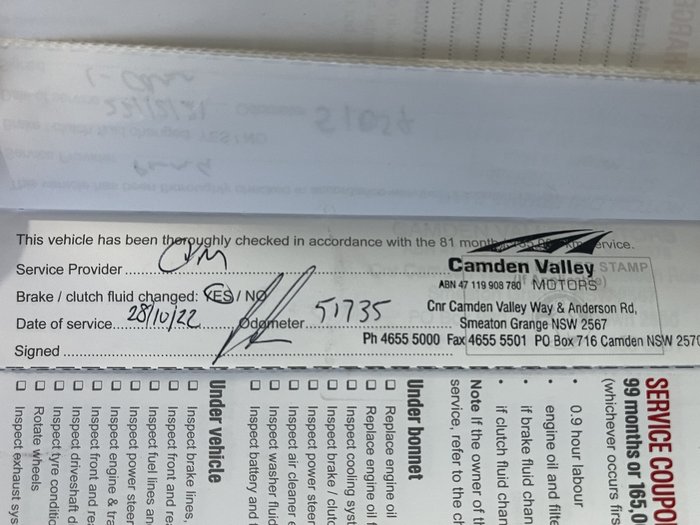 This vehicle has been thoroughly checked in accordance with the 81 month service.
Service Provider CVM
Camden Valley STAMP
ABN 47 119 908 780 MOTORS
Brake / clutch fluid changed: YES / NO
Cnr Camden Valley Way & Anderson Rd,
Date of service 28/10/22 Odometer 51735
Smeaton Grange NSW 2567
Ph 4655 5000 Fax 4655 5501 PO Box 716 Camden NSW 2570
Signed
SERVICE COUPO
99 months or 165,0
(whichever occurs fir
• 0.9 hour labour
• engine oil and filte
• if brake fluid chan
• if clutch fluid chan
Note If the owner of t
service, refer to the c
Under bonnet
Replace engine oil
Replace engine oil f
Inspect cooling syst
Inspect brake / clutc
Inspect power steer
Inspect air cleaner e
Inspect washer fluid
Inspect battery and
Under vehicle
Inspect brake lines,
Inspect front and re
Inspect fuel lines an
Inspect power steer
Inspect engine & tra
Inspect front and re
Inspect driveshaft d
Inspect tyre conditio
Rotate wheels
Inspect exhaust sys